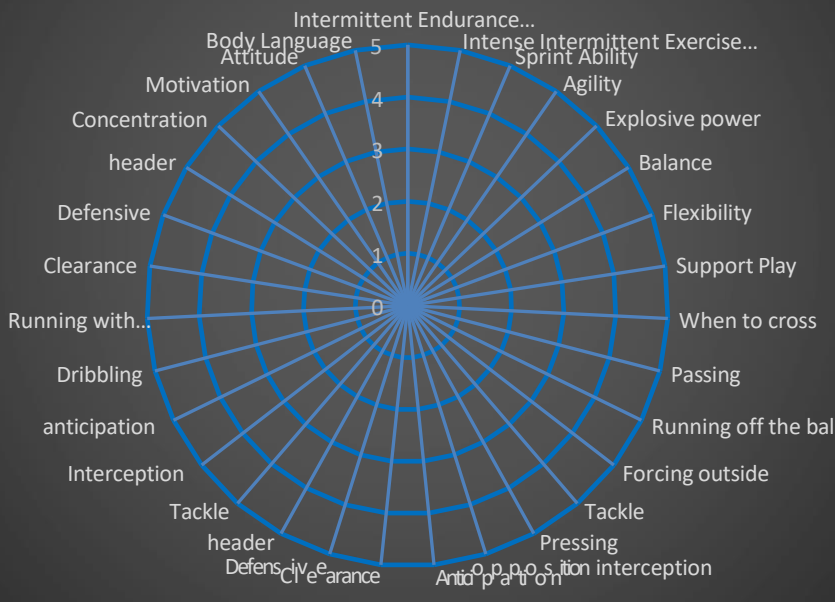 Intermittent Endurance...
Intense Intermittent Exercise...
Sprint Ability
Agility
Explosive power
Balance
Flexibility
Support Play
When to cross
Passing
Running off the bal
Forcing outside
Tackle
Pressing
interception
Clearance
Defensive
header
Tackle
Interception
anticipation
Dribbling
Running with...
Clearance
Defensive
header
Concentration
Motivation
Attitude
Body Language
5
4
3
2
1
0